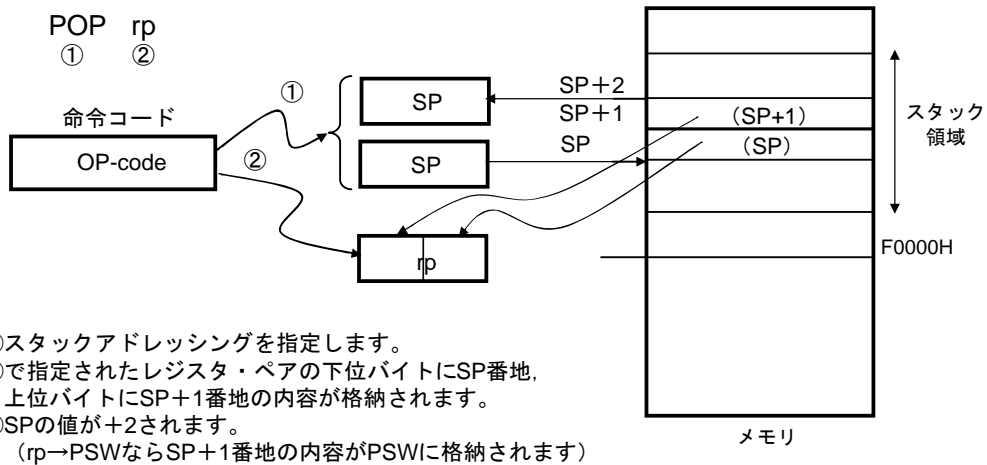 POP rp
① ②
命令コード
OP-code
①
②
SP
SP
rp
SP＋2
SP＋1
SP
（SP+1）
（SP）
スタック
領域
F0000H
メモリ
スタックアドレッシングを指定します。
で指定されたレジスタ・ペアの下位バイトにSP番地,
上位バイトにSP＋1番地の内容が格納されます。
SPの値が＋2されます。
（rp→PSWならSP＋1番地の内容がPSWに格納されます）